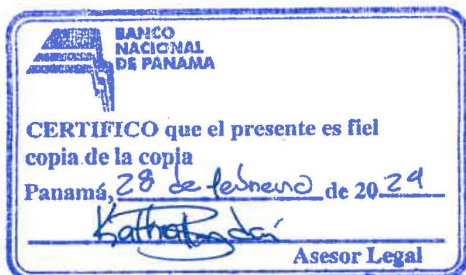 BANCO
NACIONAL
DE PANAMA
CERTIFICO que el presente es fiel
copia de la copia
Panamá, 28 de febrero de 2024
Asesor Legal